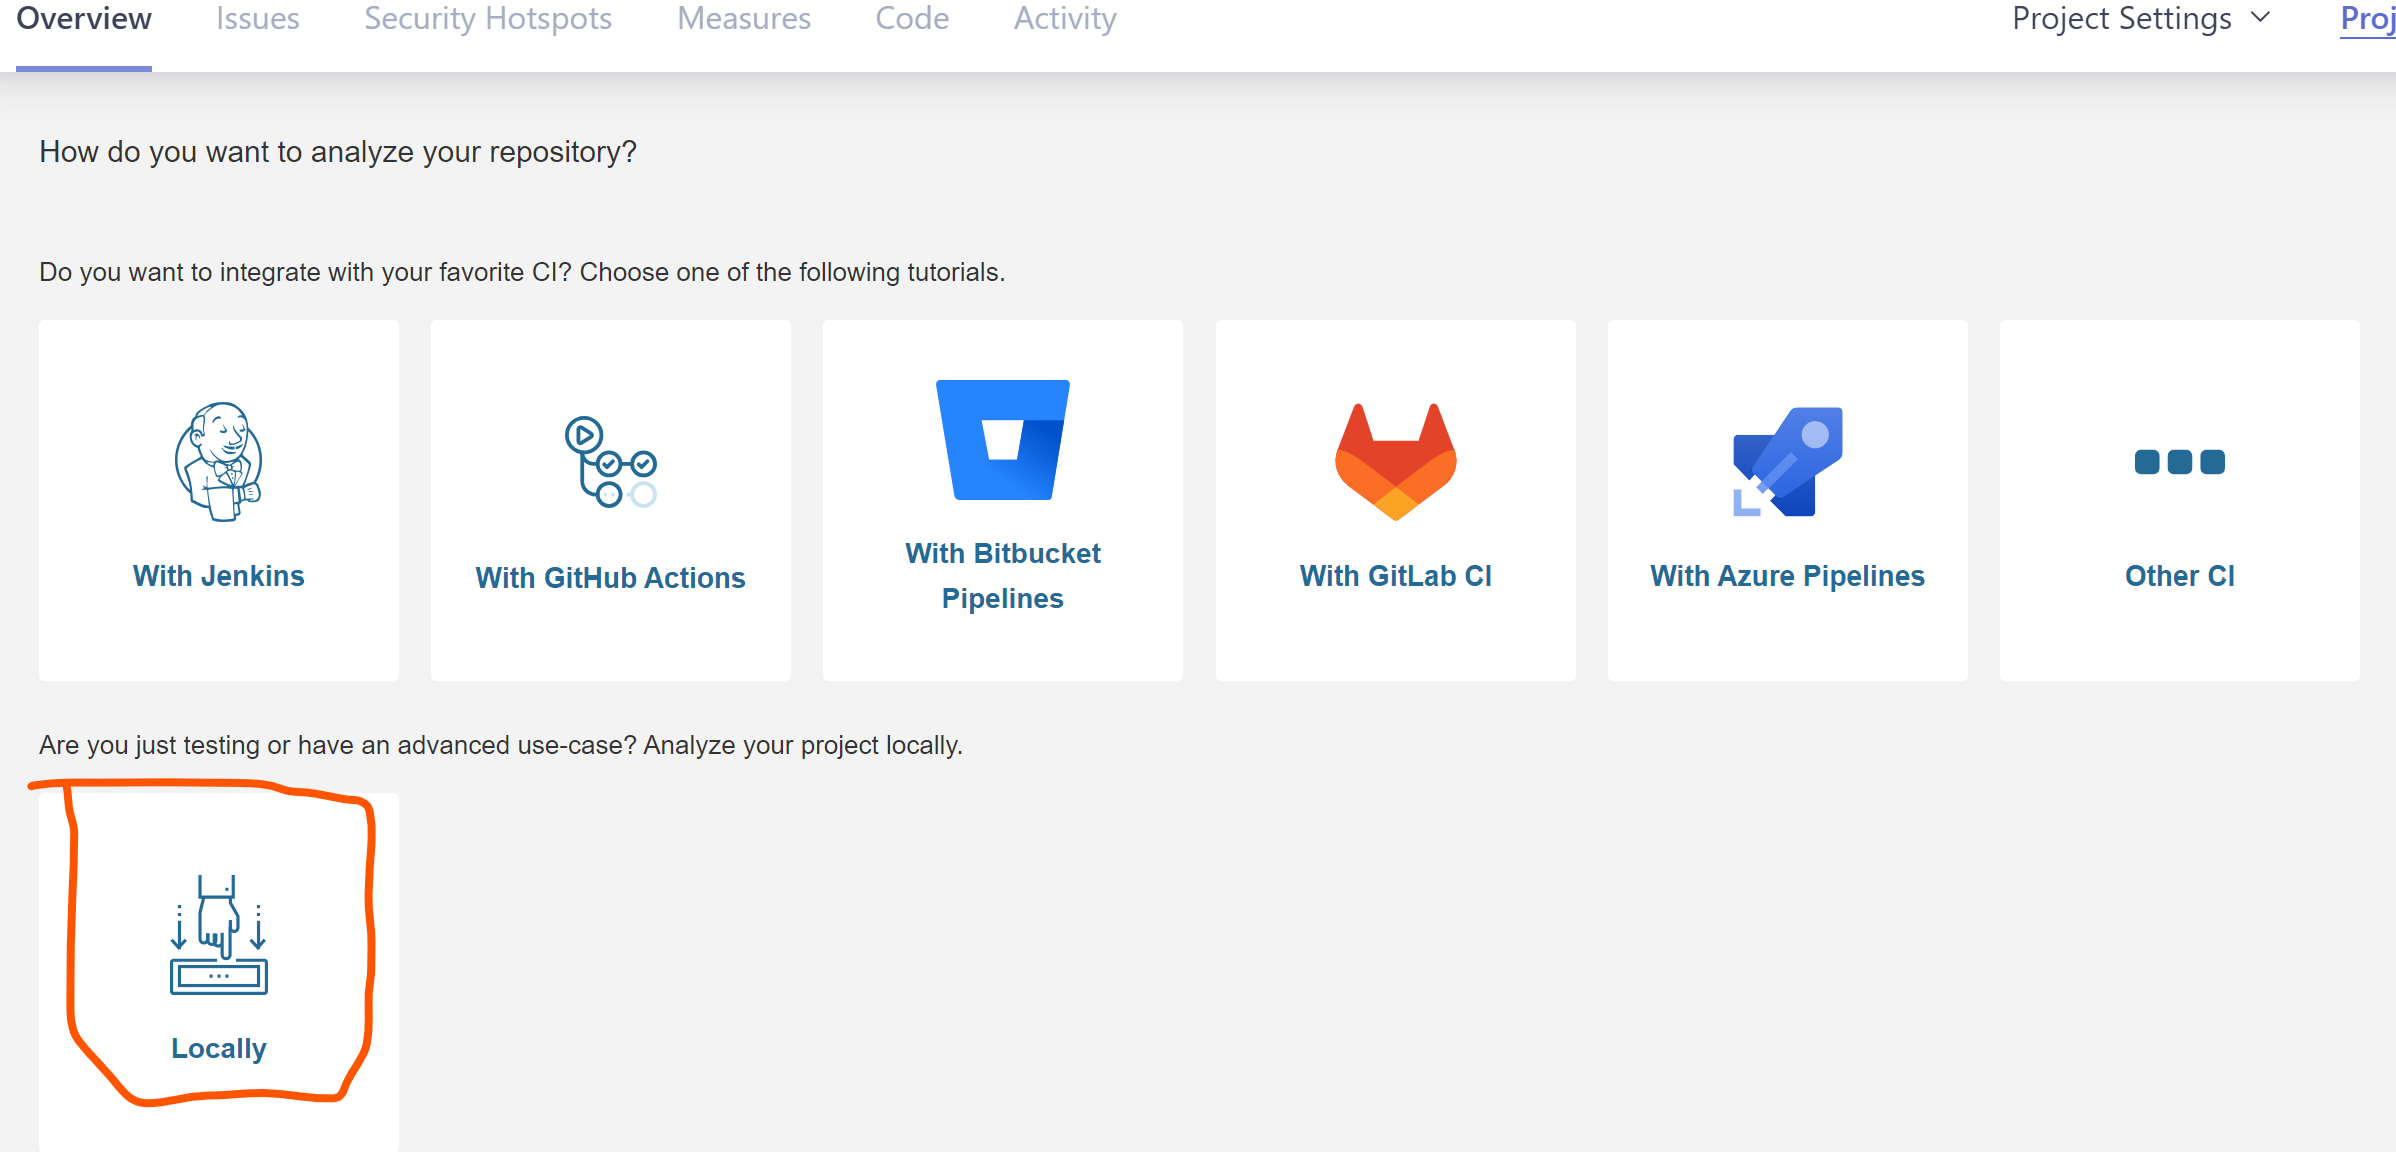 Overview Issues Security Hotspots Measures Code Activity Project Settings Proj
How do you want to analyze your repository?
Do you want to integrate with your favorite CI? Choose one of the following tutorials.
With Jenkins
With GitHub Actions
With Bitbucket
Pipelines
With GitLab CI
With Azure Pipelines
Other CI
Are you just testing or have an advanced use-case? Analyze your project locally.
Locally